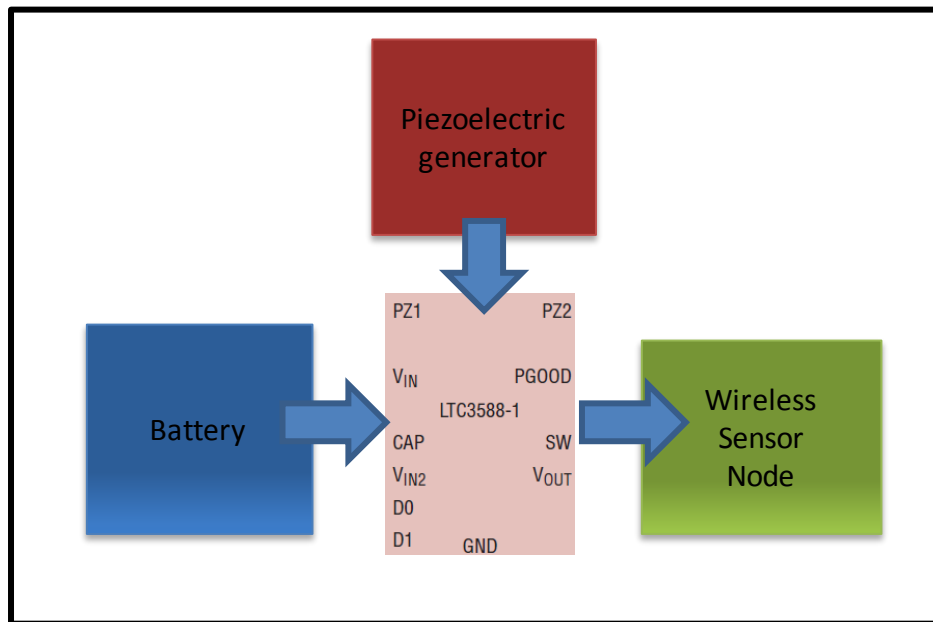 Piezoelectric
generator
PZ1 PZ2
VIN PGOOD
LTC3588-1
Battery
CAP SW
VIN2 VOUT
D0
D1 GND
Wireless
Sensor
Node